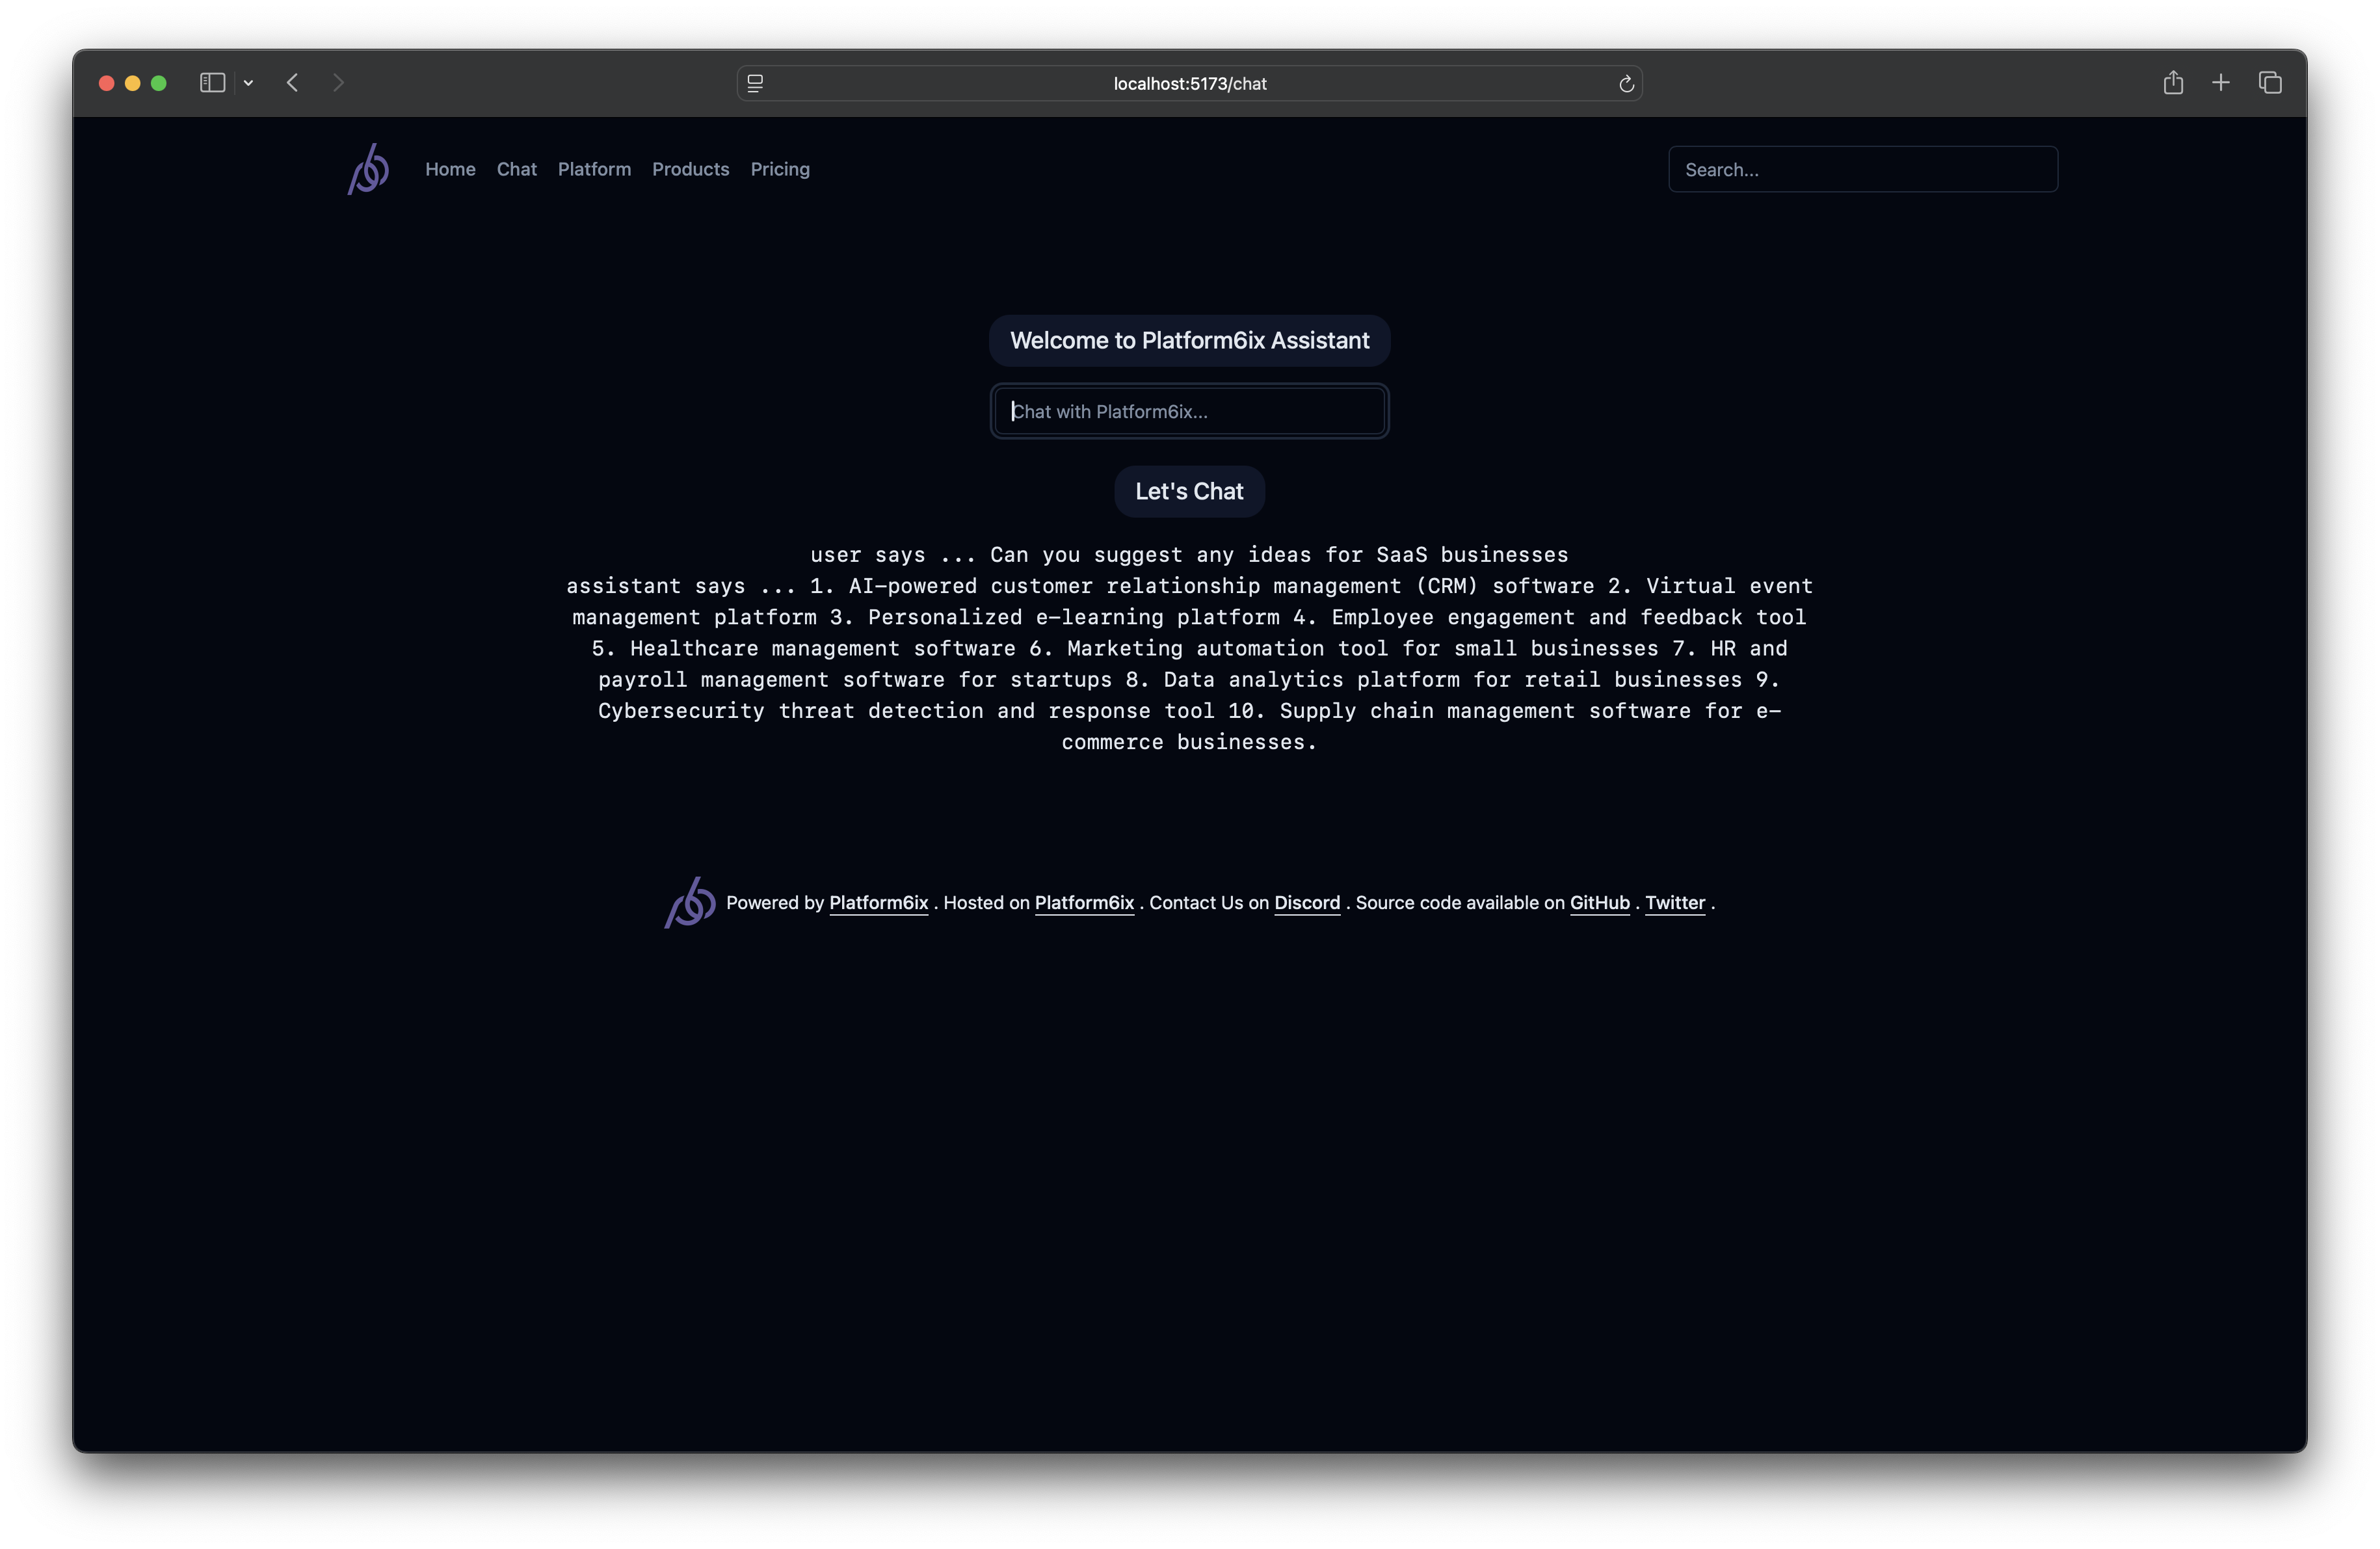 localhost:5173/chat
Home Chat Platform Products Pricing
Search...
Welcome to Platform6ix Assistant
Chat with Platform6ix...
Let's Chat
user says ... Can you suggest any ideas for SaaS businesses
assistant says ... 1. AI-powered customer relationship management (CRM) software 2. Virtual event
management platform 3. Personalized e-learning platform 4. Employee engagement and feedback tool
5. Healthcare management software 6. Marketing automation tool for small businesses 7. HR and
payroll management software for startups 8. Data analytics platform for retail businesses 9.
Cybersecurity threat detection and response tool 10. Supply chain management software for e-
commerce businesses.
Powered by Platform6ix . Hosted on Platform6ix . Contact Us on Discord . Source code available on GitHub . Twitter .